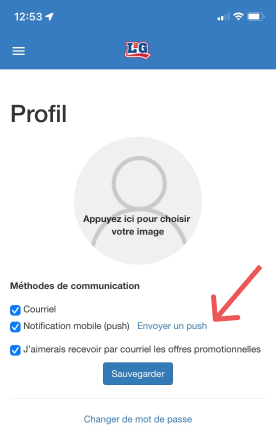 12:53
LG
Profil
Appuyez ici pour choisir
votre image
Méthodes de communication
Courriel
Notification mobile (push) Envoyer un push
J'aimerais recevoir par courriel les offres promotionnelles
Sauvegarder
Changer de mot de passe